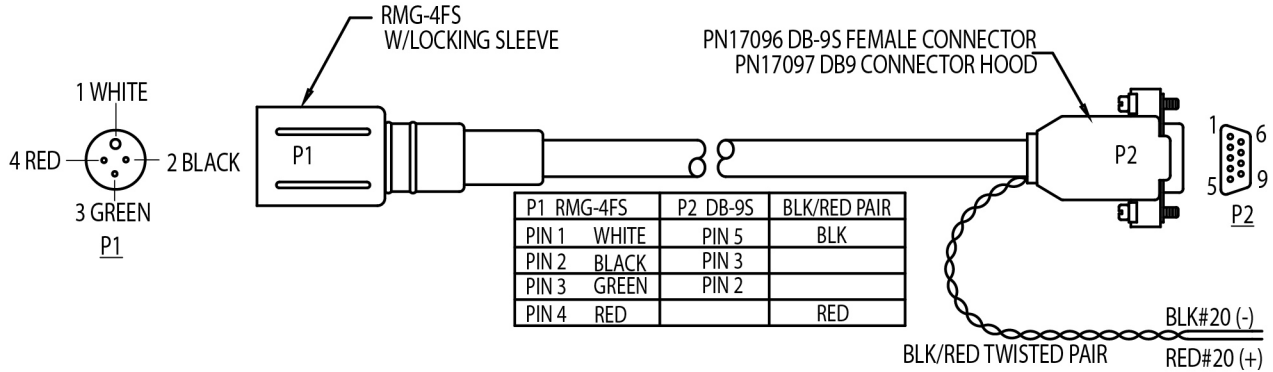 RMG-4FS
W/LOCKING SLEEVE
PN17096 DB-9S FEMALE CONNECTOR
PN17097 DB9 CONNECTOR HOOD
1 WHITE
4 RED
2 BLACK
3 GREEN
P1
P1
P2
1
6
5
9
P2
P1 RMG-4FS P2 DB-9S BLK/RED PAIR
PIN 1 WHITE PIN 5 BLK
PIN 2 BLACK PIN 3
PIN 3 GREEN PIN 2
PIN 4 RED RED
BLK/RED TWISTED PAIR
BLK#20 (-)
RED#20 (+)